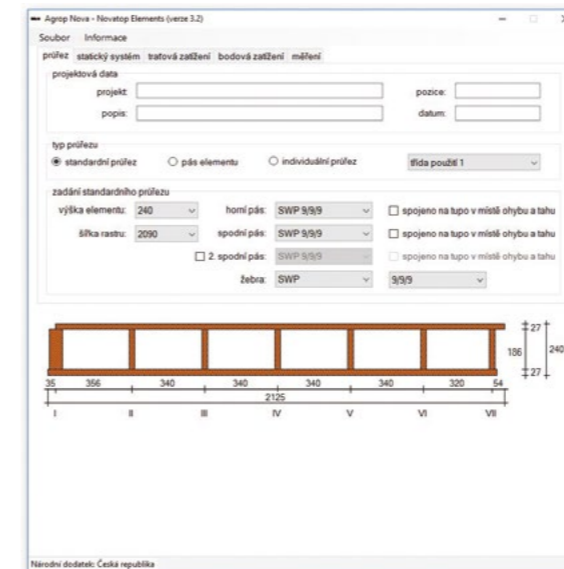 Agrop Nova - Novatop Elements (verze 3.2)
Soubor Informace
průřez statický systém traťová zatížení bodová zatížení měření
projektová data
projekt: pozice:
popis: datum:
typ průřezu
standardní průřez pás elementu individuální průřez třída použití 1
zadání standardního průřezu
výška elementu: 240 horní pás: SWP 9/9/9 spojeno na tupo v místě ohybu a tahu
šířka rastru: 2090 spodní pás: SWP 9/9/9 spojeno na tupo v místě ohybu a tahu
2. spodní pás: SWP 9/9/9 spojeno na tupo v místě ohybu a tahu
žebra: SWP 9/9/9
27
186 240
27
35 356 340 340 340 340 320 54
2125
I II III IV V VI VII
Národní dodatek: Česká republika